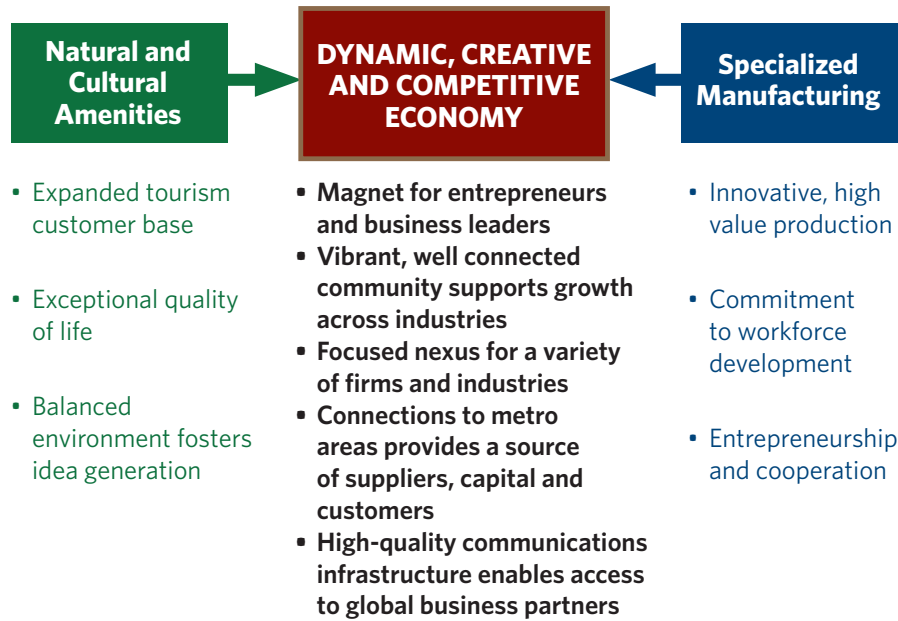 Natural and
Cultural
Amenities
• Expanded tourism
customer base
• Exceptional quality
of life
• Balanced
environment fosters
idea generation
DYNAMIC, CREATIVE
AND COMPETITIVE
ECONOMY
• Magnet for entrepreneurs
and business leaders
• Vibrant, well connected
community supports growth
across industries
• Focused nexus for a variety
of firms and industries
• Connections to metro
areas provides a source
of suppliers, capital and
customers
• High-quality communications
infrastructure enables access
to global business partners
Specialized
Manufacturing
• Innovative, high
value production
• Commitment
to workforce
development
• Entrepreneurship
and cooperation